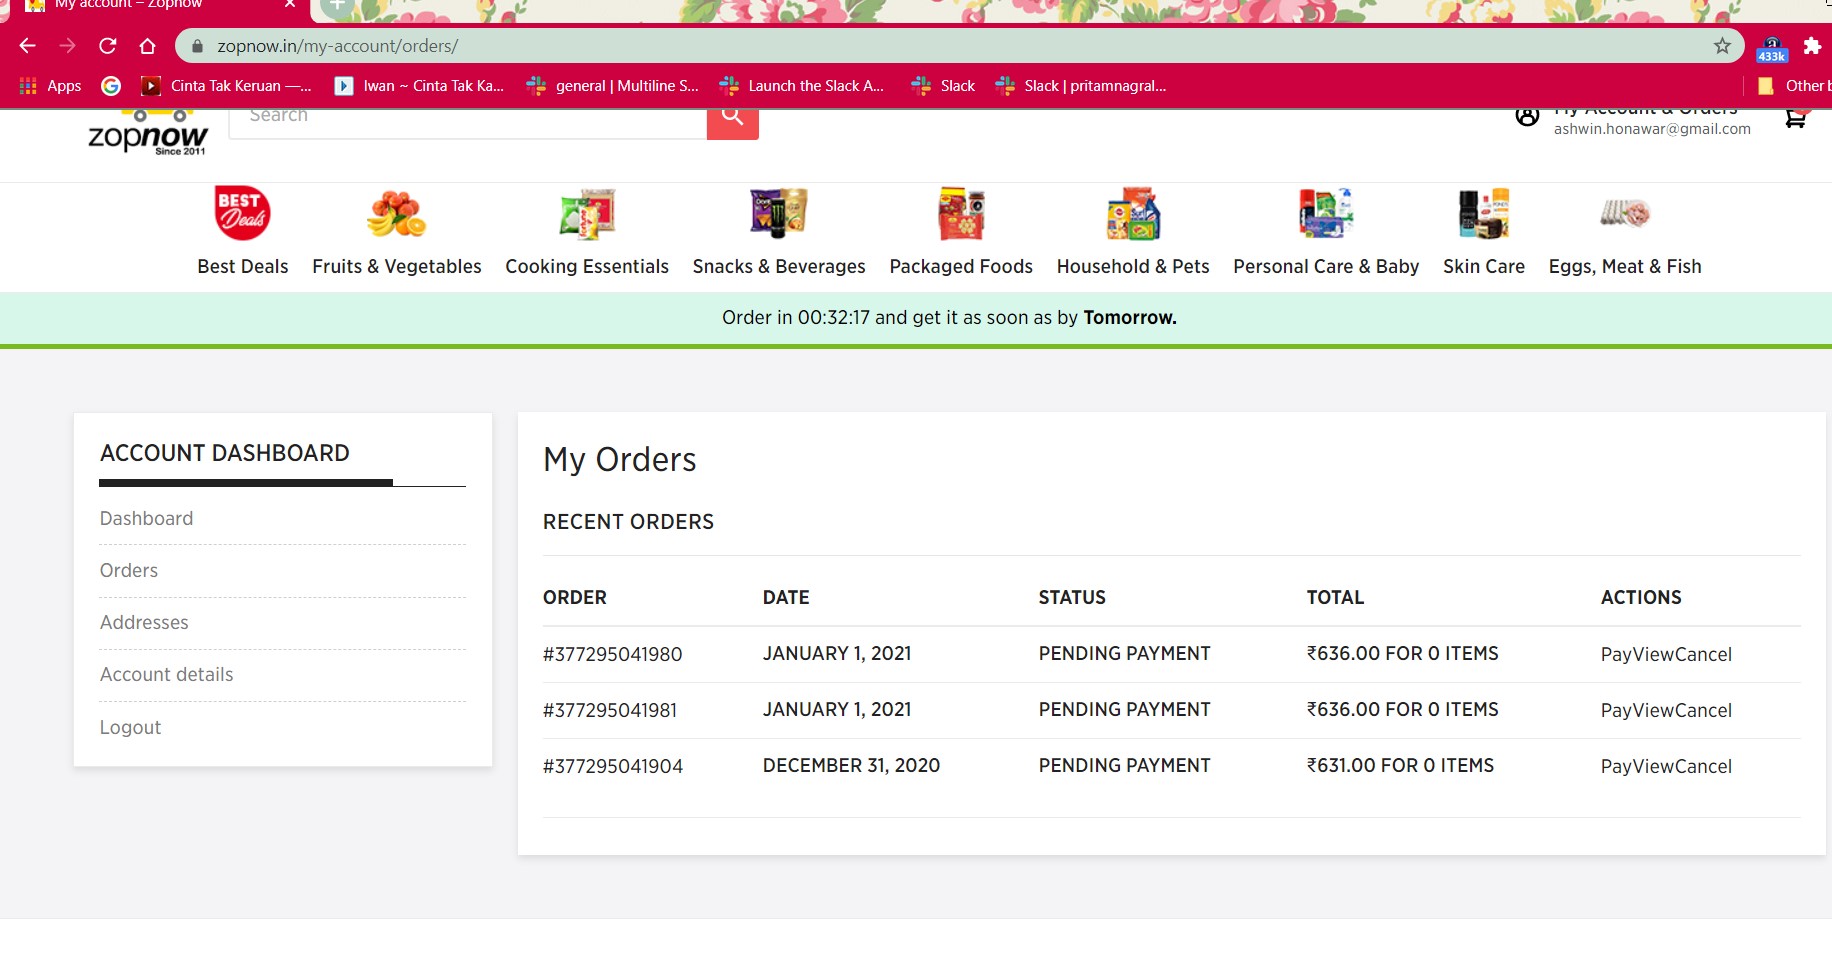 My account – Zopnow
zopnow.in/my-account/orders/
433k
Apps
Cinta Tak Keruan —...
Iwan ~ Cinta Tak Ka...
general | Multiline S...
Launch the Slack A...
Slack
Slack | pritamnagral...
Other b
zopnow
Since 2011
Search
My Account & Orders
ashwin.honawar@gmail.com
BEST
Deals
Best Deals
Fruits & Vegetables
Cooking Essentials
Snacks & Beverages
Packaged Foods
Household & Pets
Personal Care & Baby
Skin Care
Eggs, Meat & Fish
Order in 00:32:17 and get it as soon as by Tomorrow.
ACCOUNT DASHBOARD
Dashboard
Orders
Addresses
Account details
Logout
My Orders
RECENT ORDERS
ORDER DATE STATUS TOTAL ACTIONS
#377295041980 JANUARY 1, 2021 PENDING PAYMENT ₹636.00 FOR 0 ITEMS PayViewCancel
#377295041981 JANUARY 1, 2021 PENDING PAYMENT ₹636.00 FOR 0 ITEMS PayViewCancel
#377295041904 DECEMBER 31, 2020 PENDING PAYMENT ₹631.00 FOR 0 ITEMS PayViewCancel